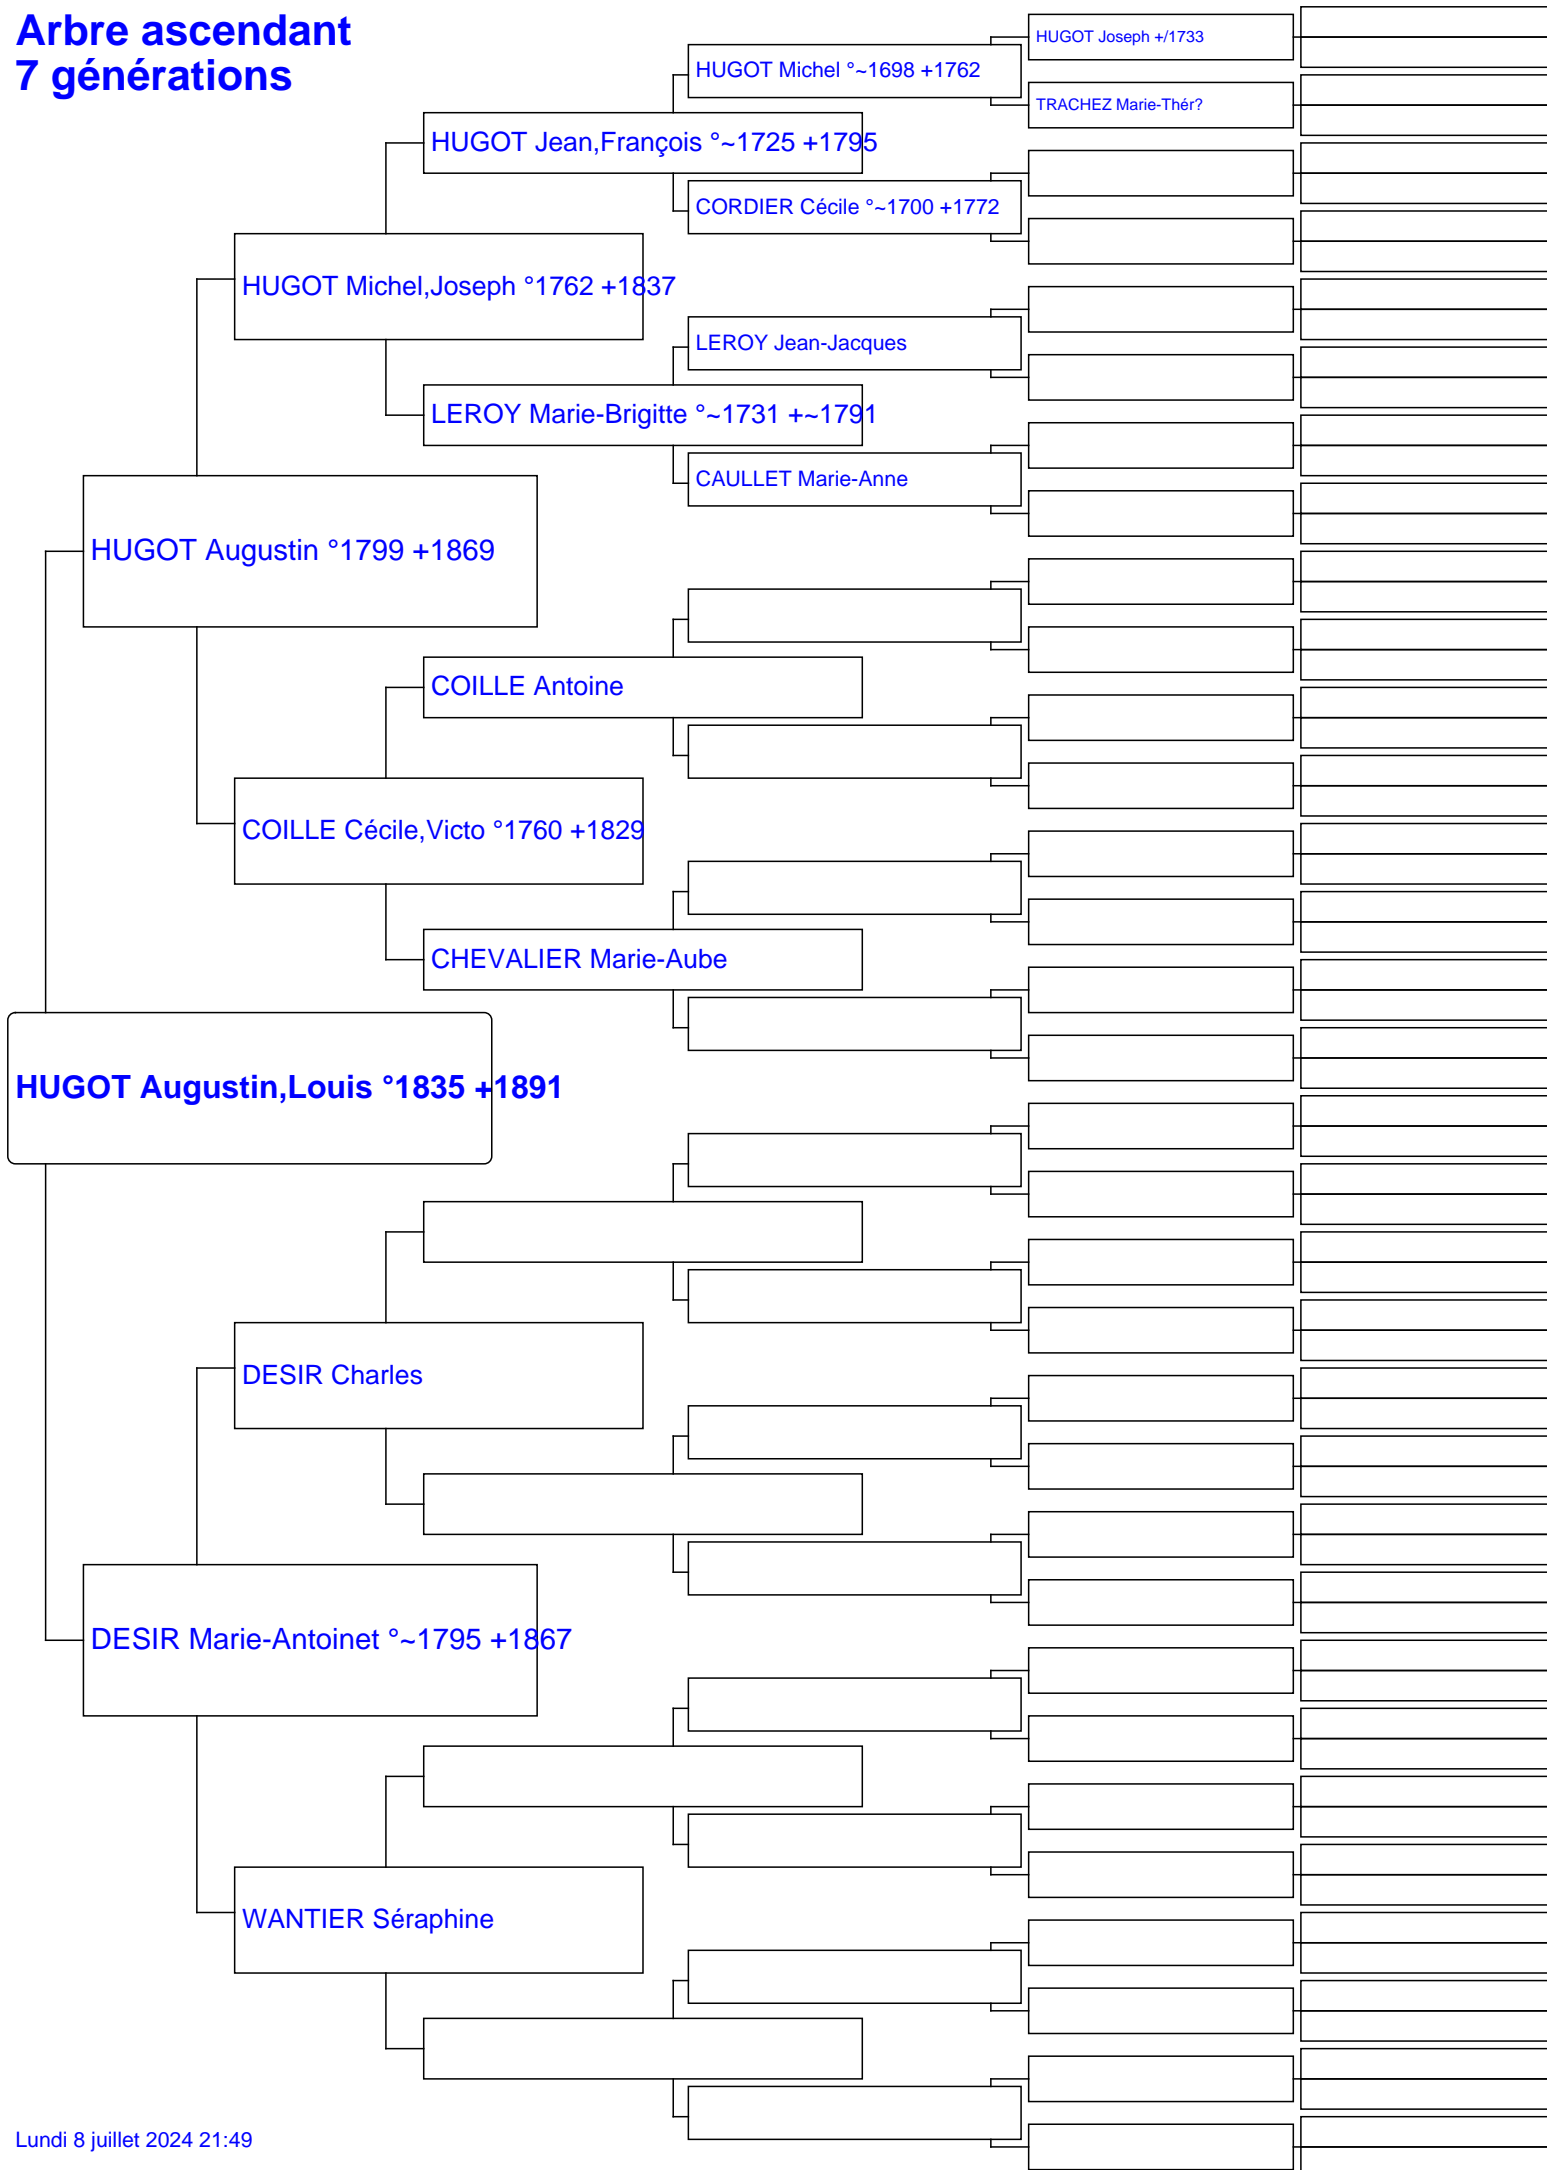 Arbre ascendant
7 générations
HUGOT Joseph +/1733
HUGOT Michel °~1698 +1762
TRACHEZ Marie-Thér?
HUGOT Jean,François °~1725 +1795
CORDIER Cécile °~1700 +1772
HUGOT Michel,Joseph °1762 +1837
LEROY Jean-Jacques
LEROY Marie-Brigitte °~1731 +~1791
CAULLET Marie-Anne
HUGOT Augustin °1799 +1869
COILLE Antoine
COILLE Cécile,Victo °1760 +1829
CHEVALIER Marie-Aube
HUGOT Augustin,Louis °1835 +1891
DESIR Charles
DESIR Marie-Antoinet °~1795 +1867
WANTIER Séraphine
Lundi 8 juillet 2024 21:49